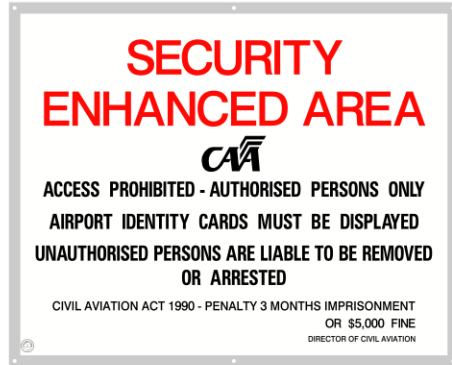 SECURITY
ENHANCED AREA
CAA
ACCESS PROHIBITED - AUTHORISED PERSONS ONLY
AIRPORT IDENTITY CARDS MUST BE DISPLAYED
UNAUTHORISED PERSONS ARE LIABLE TO BE REMOVED
OR ARRESTED
CIVIL AVIATION ACT 1990 - PENALTY 3 MONTHS IMPRISONMENT
OR $5,000 FINE
DIRECTOR OF CIVIL AVIATION